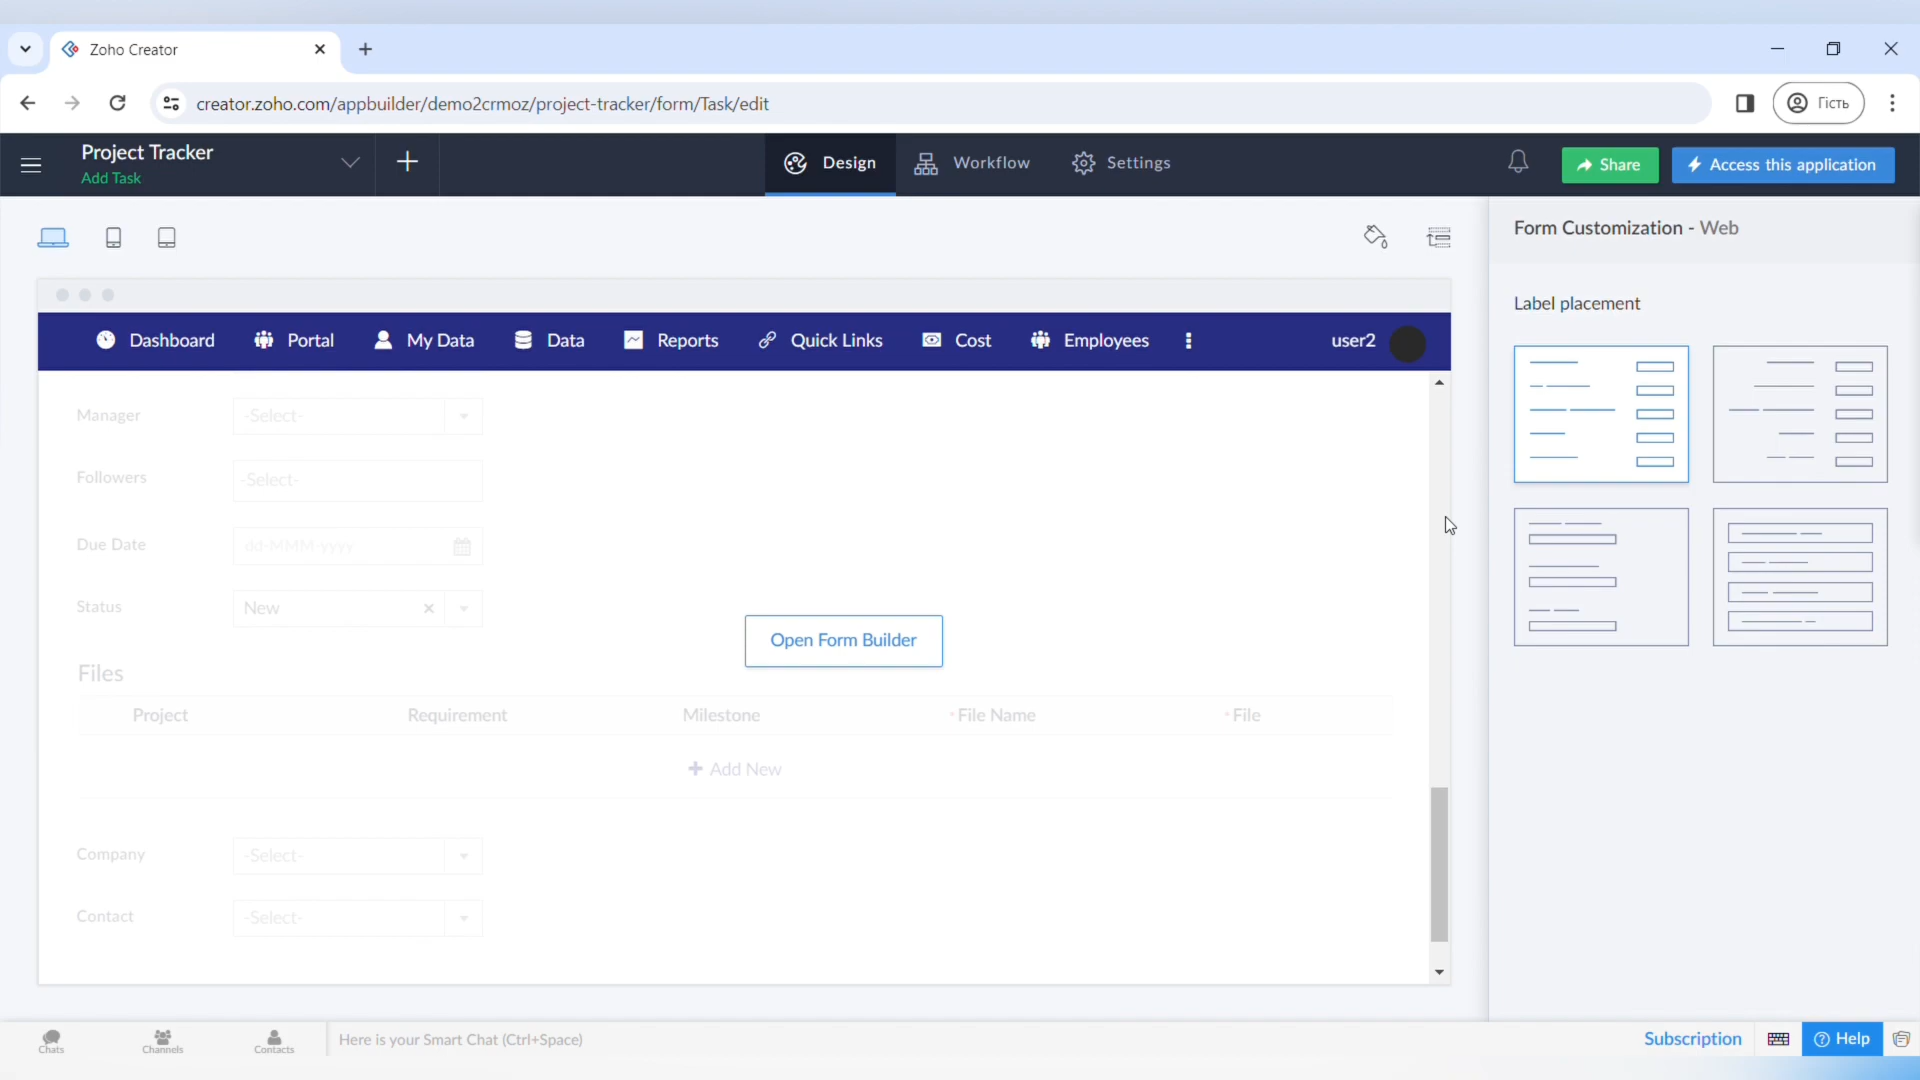 Zoho Creator
creator.zoho.com/appbuilder/demo2crmoz/project-tracker/form/Task/edit
Гість
Project Tracker
Add Task
Design
Workflow
Settings
Share
Access this application
Form Customization - Web
Label placement
Dashboard
Portal
My Data
Data
Reports
Quick Links
Cost
Employees
user2
Manager
-Select-
Followers
-Select-
Due Date
dd-MMM-yyyy
Status
New
Open Form Builder
Files
Project
Requirement
Milestone
* File Name
* File
Add New
Company
-Select-
Contact
-Select-
Chats
Channels
Contacts
Here is your Smart Chat (Ctrl+Space)
Subscription
Help